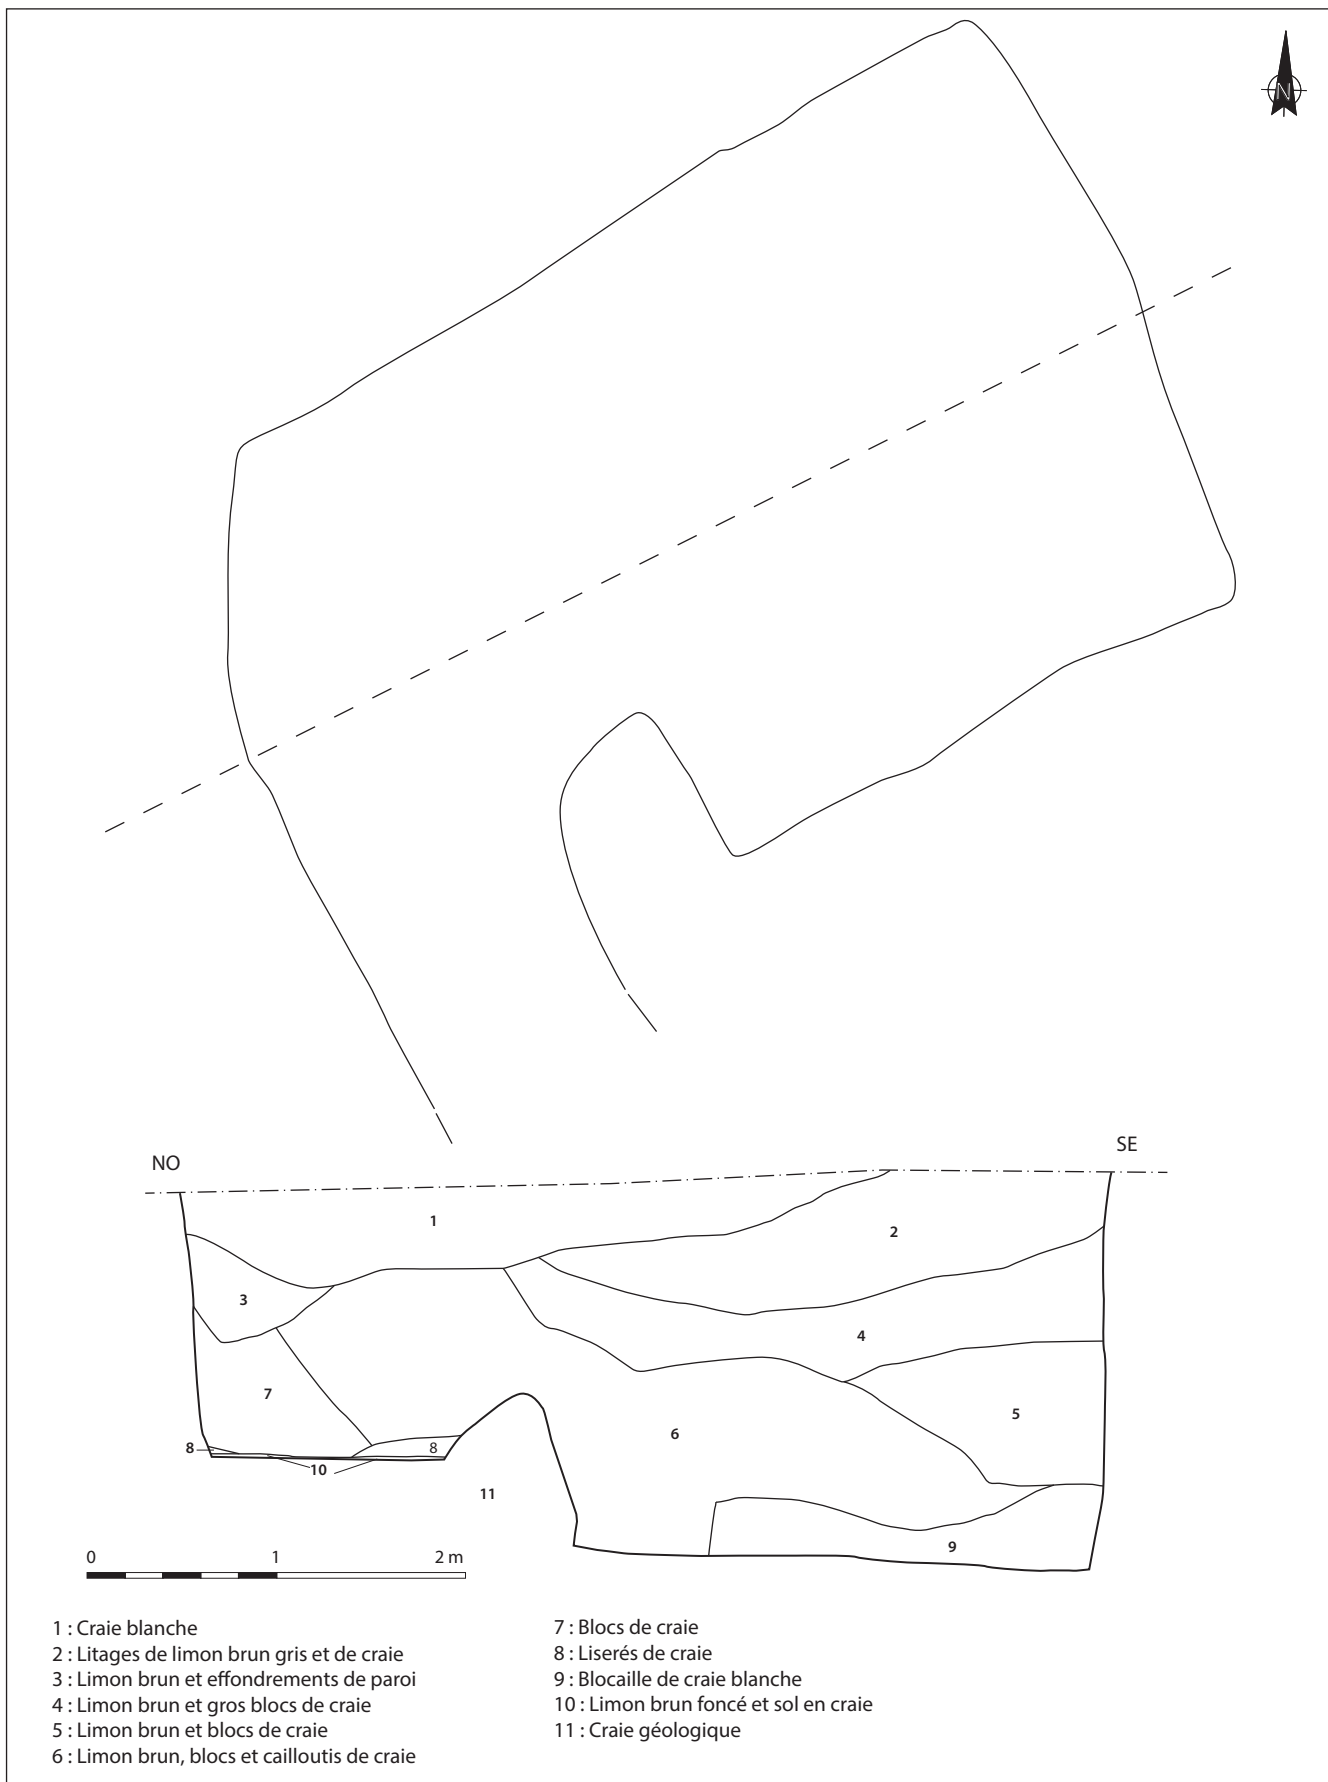 N
NO
SE
1
2
3
4
7
5
6
8
8
10
11
9
0 1 2 m
1 : Craie blanche
2 : Litages de limon brun gris et de craie
3 : Limon brun et effondrements de paroi
4 : Limon brun et gros blocs de craie
5 : Limon brun et blocs de craie
6 : Limon brun, blocs et cailloutis de craie
7 : Blocs de craie
8 : Liserés de craie
9 : Blocaille de craie blanche
10 : Limon brun foncé et sol en craie
11 : Craie géologique